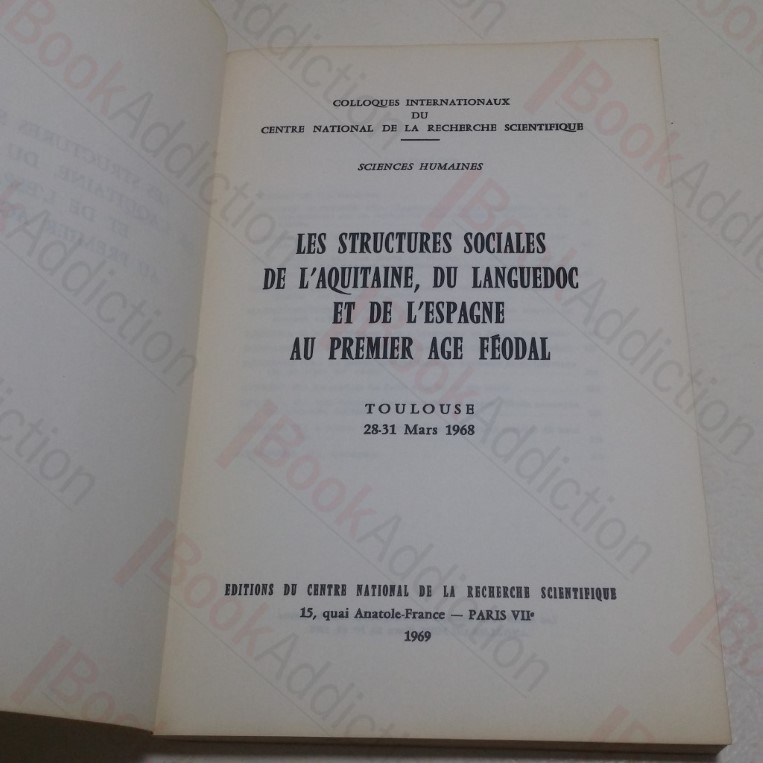 COLLOQUES INTERNATIONAUX
DU
CENTRE NATIONAL DE LA RECHERCHE SCIENTIFIQUE
SCIENCES HUMAINES
LES STRUCTURES SOCIALES
DE L'AQUITAINE, DU LANGUEDOC
ET DE L'ESPAGNE
AU PREMIER AGE FÉODAL
TOULOUSE
28-31 Mars 1968
EDITIONS DU CENTRE NATIONAL DE LA RECHERCHE SCIENTIFIQUE
15, quai Anatole-France — PARIS VIIe
1969
BookAddiction